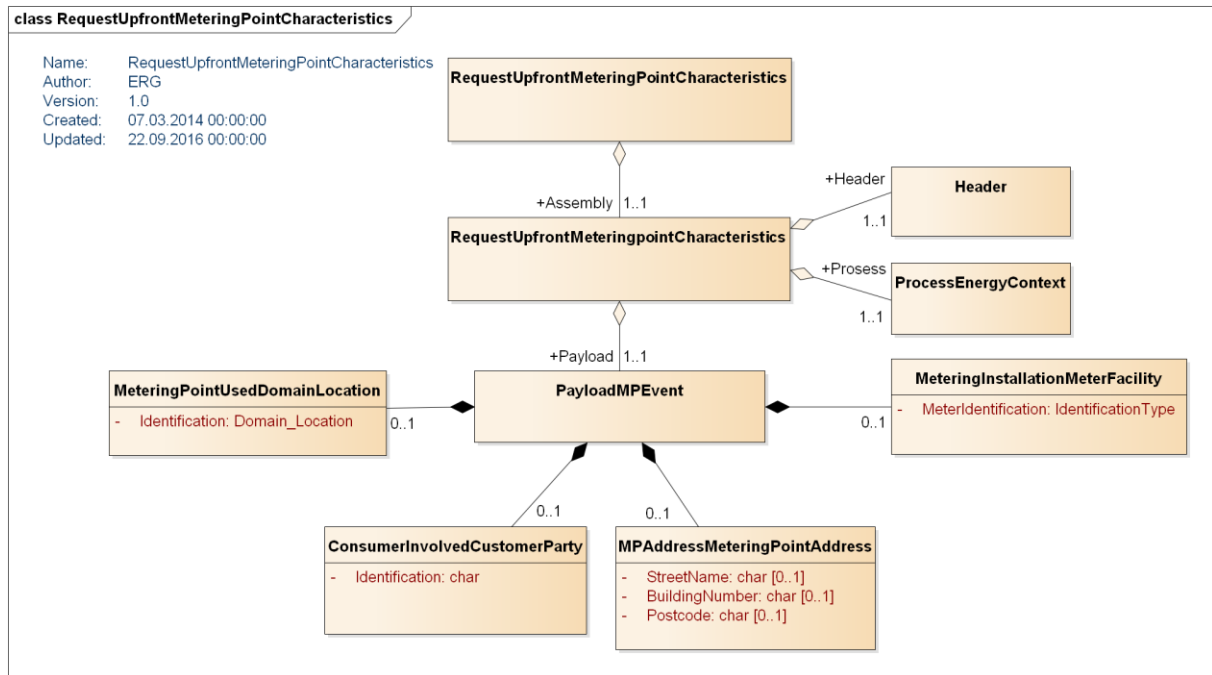 class RequestUpfrontMeteringPointCharacteristics
Name: RequestUpfrontMeteringPointCharacteristics
Author: ERG
Version: 1.0
Created: 07.03.2014 00:00:00
Updated: 22.09.2016 00:00:00
RequestUpfrontMeteringPointCharacteristics
+Assembly 1..1
RequestUpfrontMeteringpointCharacteristics
+Header
1..1
Header
+Prosess
1..1
ProcessEnergyContext
+Payload 1..1
PayloadMPEvent
MeteringPointUsedDomainLocation
- Identification: Domain_Location
0..1
MeteringInstallationMeterFacility
- MeterIdentification: IdentificationType
0..1
0..1
ConsumerInvolvedCustomerParty
- Identification: char
0..1
MPAddressMeteringPointAddress
- StreetName: char [0..1]
- BuildingNumber: char [0..1]
- Postcode: char [0..1]